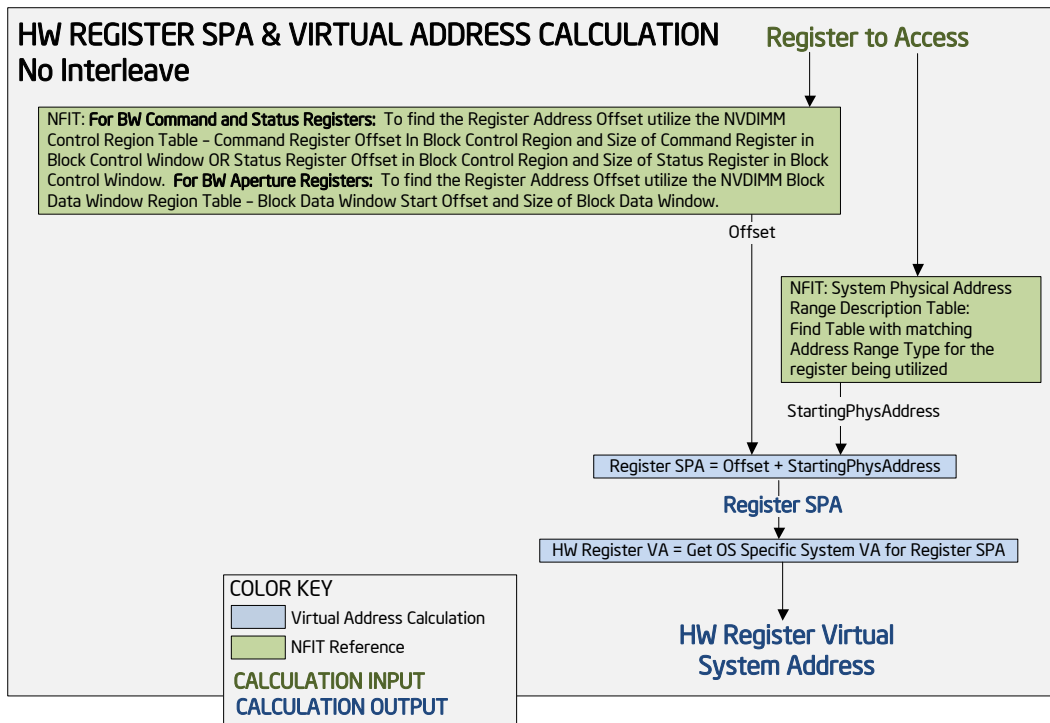 HW REGISTER SPA & VIRTUAL ADDRESS CALCULATION
No Interleave
Register to Access
NFIT: For BW Command and Status Registers: To find the Register Address Offset utilize the NVDIMM
Control Region Table – Command Register Offset In Block Control Region and Size of Command Register in
Block Control Window OR Status Register Offset in Block Control Region and Size of Status Register in Block
Control Window. For BW Aperture Registers: To find the Register Address Offset utilize the NVDIMM Block
Data Window Region Table – Block Data Window Start Offset and Size of Block Data Window.
Offset
NFIT: System Physical Address
Range Description Table:
Find Table with matching
Address Range Type for the
register being utilized
StartingPhysAddress
Register SPA = Offset + StartingPhysAddress
Register SPA
HW Register VA = Get OS Specific System VA for Register SPA
HW Register Virtual
System Address
COLOR KEY
Virtual Address Calculation
NFIT Reference
CALCULATION INPUT
CALCULATION OUTPUT